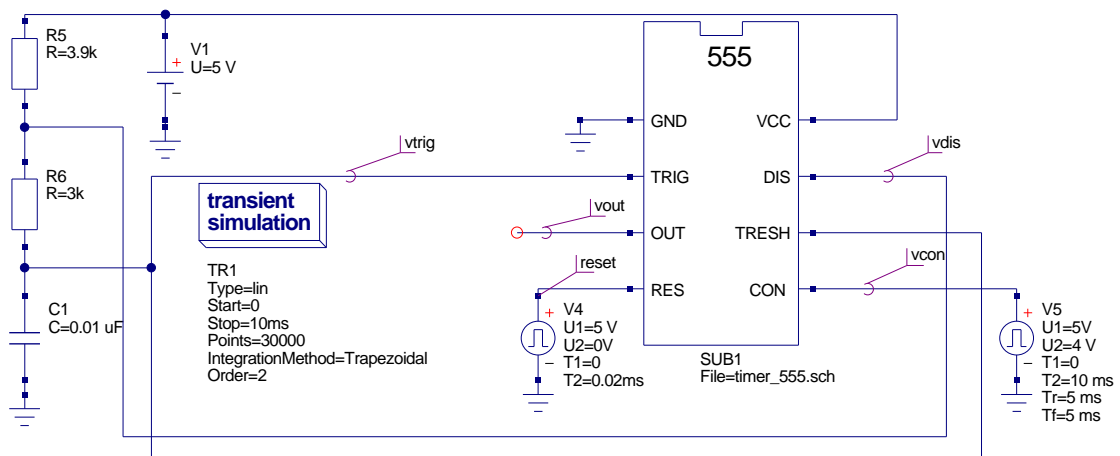 R5
R=3.9k
V1
U=5 V
+
−
555
GND
VCC
vtrig
vdis
R6
R=3k
TRIG
DIS
transient
simulation
vout
OUT
TRESH
reset
vcon
TR1
Type=lin
Start=0
Stop=10ms
Points=30000
IntegrationMethod=Trapezoidal
Order=2
RES
CON
C1
C=0.01 uF
+
−
V4
U1=5 V
U2=0V
T1=0
T2=0.02ms
SUB1
File=timer_555.sch
+
−
V5
U1=5V
U2=4 V
T1=0
T2=10 ms
Tr=5 ms
Tf=5 ms